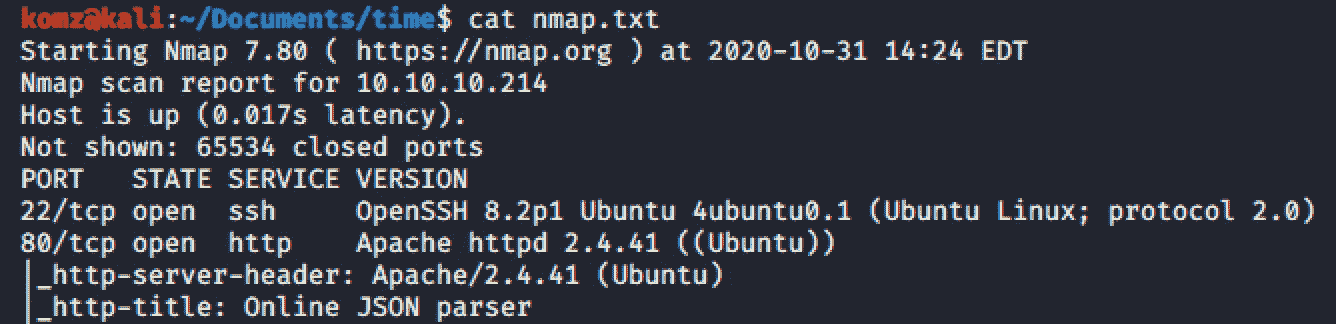 komz@kali:~/Documents/time$ cat nmap.txt
Starting Nmap 7.80 ( https://nmap.org ) at 2020-10-31 14:24 EDT
Nmap scan report for 10.10.10.214
Host is up (0.017s latency).
Not shown: 65534 closed ports
PORT   STATE SERVICE VERSION
22/tcp open  ssh     OpenSSH 8.2p1 Ubuntu 4ubuntu0.1 (Ubuntu Linux; protocol 2.0)
80/tcp open  http    Apache httpd 2.4.41 ((Ubuntu))
|_http-server-header: Apache/2.4.41 (Ubuntu)
|_http-title: Online JSON parser